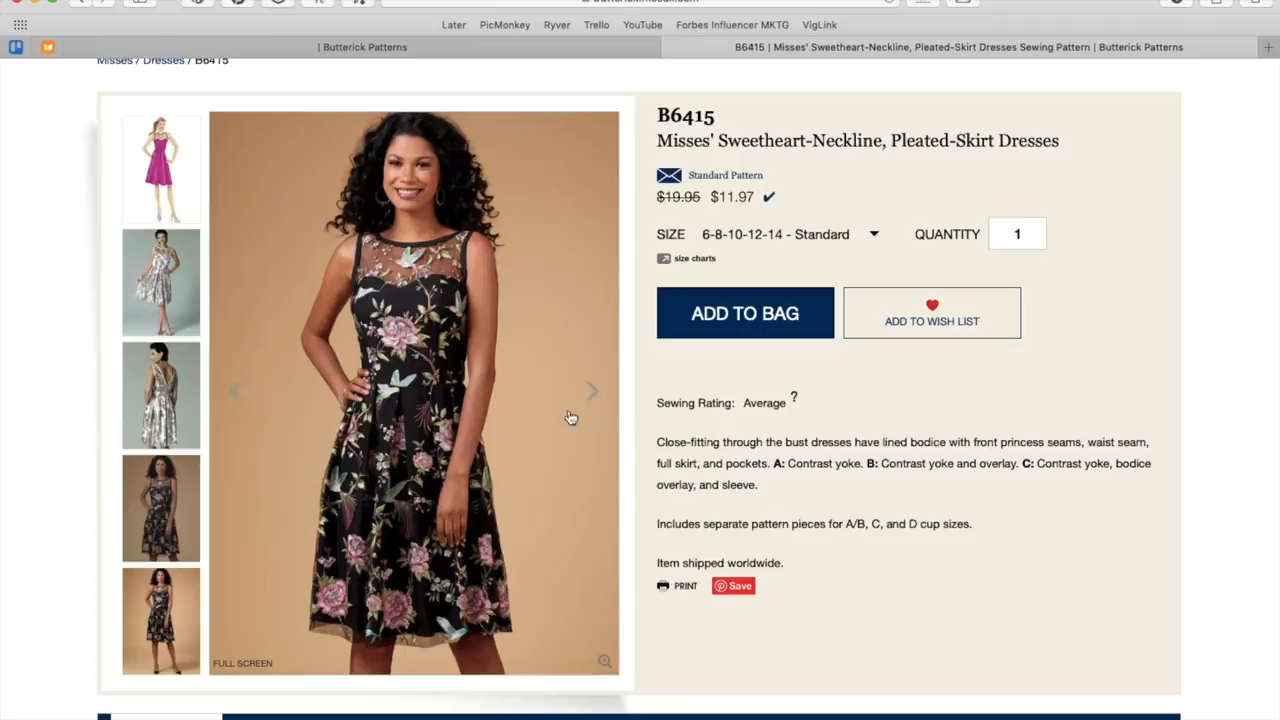 Later PicMonkey Ryver Trello YouTube Forbes Influencer MKTG VigLink
| Butterick Patterns
B6415 | Misses' Sweetheart-Neckline, Pleated-Skirt Dresses Sewing Pattern | Butterick Patterns
Misses / Dresses / B6415
B6415
Misses' Sweetheart-Neckline, Pleated-Skirt Dresses
Standard Pattern
$19.95 $11.97
SIZE 6-8-10-12-14 - Standard QUANTITY 1
size charts
ADD TO BAG
ADD TO WISH LIST
Sewing Rating: Average ?
Close-fitting through the bust dresses have lined bodice with front princess seams, waist seam,
full skirt, and pockets. A: Contrast yoke. B: Contrast yoke and overlay. C: Contrast yoke, bodice
overlay, and sleeve.
Includes separate pattern pieces for A/B, C, and D cup sizes.
Item shipped worldwide.
PRINT Save
FULL SCREEN